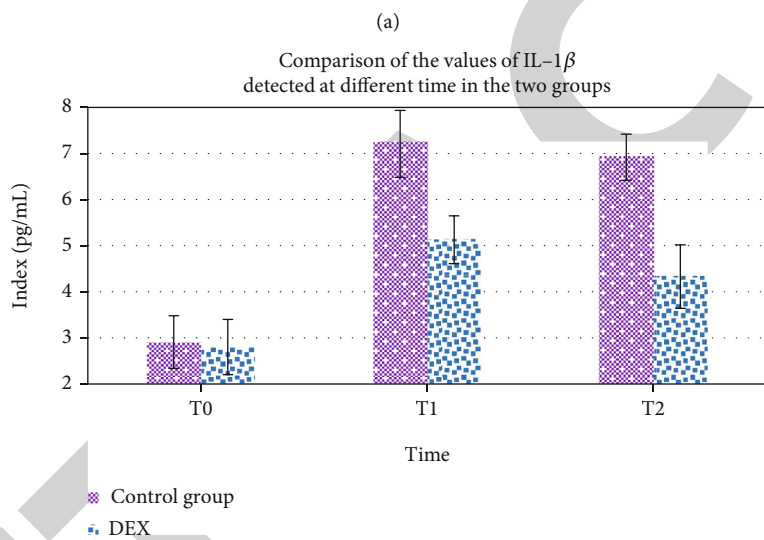 (a)
Comparison of the values of IL–1β
detected at different time in the two groups
8
7
6
5
4
3
2
Index (pg/mL)
T0 T1 T2
Time
Control group
DEX